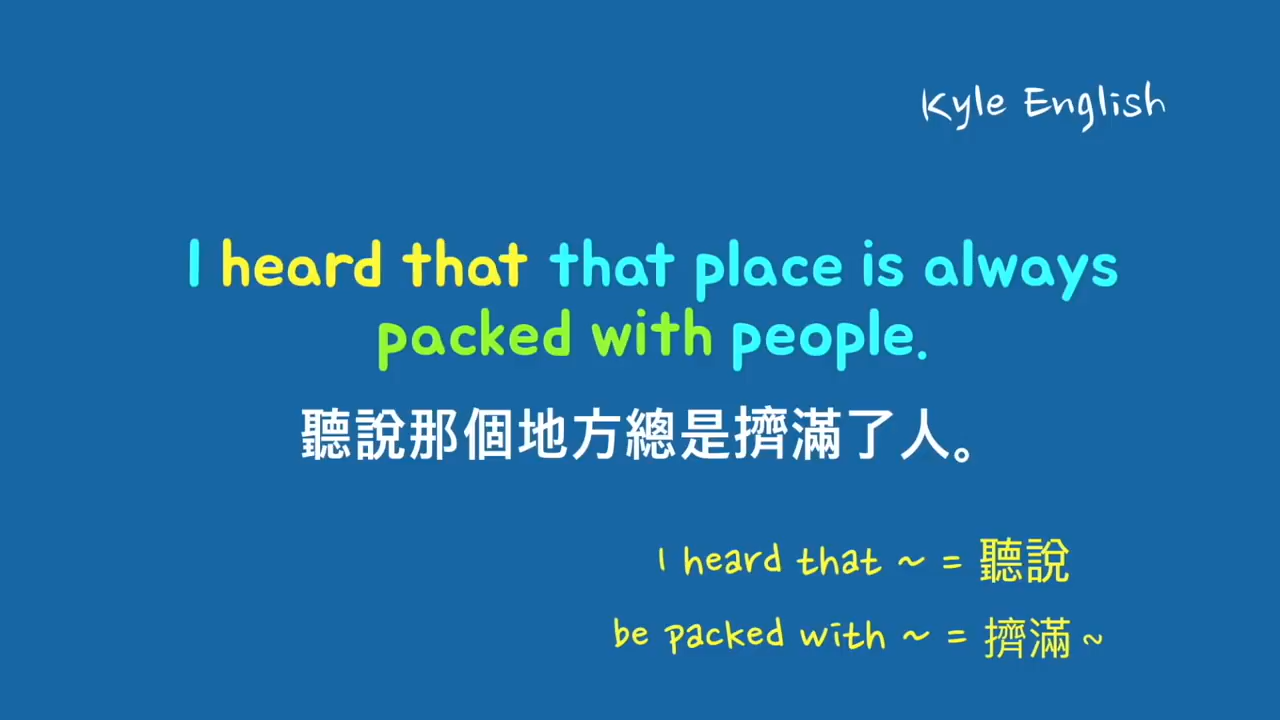 Kyle English
I heard that that place is always
packed with people.
聽說那個地方總是擠滿了人。
I heard that ~ = 聽說
be packed with ~ = 擠滿 ~